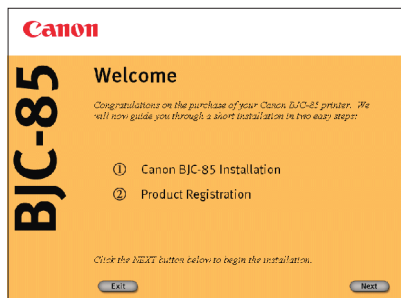 Canon
BJC-85
Welcome
Congratulations on the purchase of your Canon BJC-85 printer. We
will now guide you through a short installation in two easy steps:
① Canon BJC-85 Installation
② Product Registration
Click the NEXT button below to begin the installation.
Exit
Next